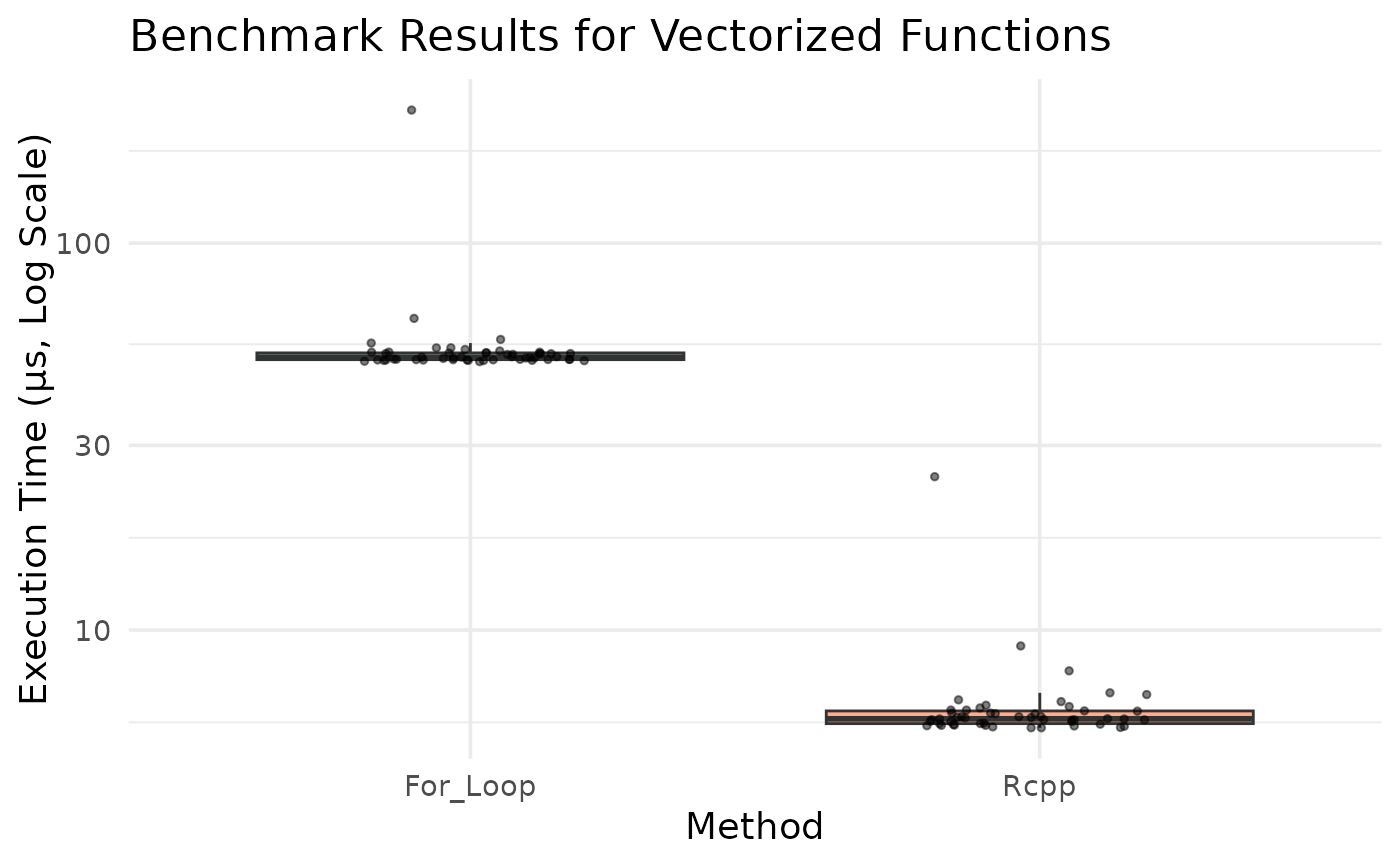 Benchmark Results for Vectorized Functions
Execution Time (µs, Log Scale)
100
30
10
For_Loop
Rcpp
Method